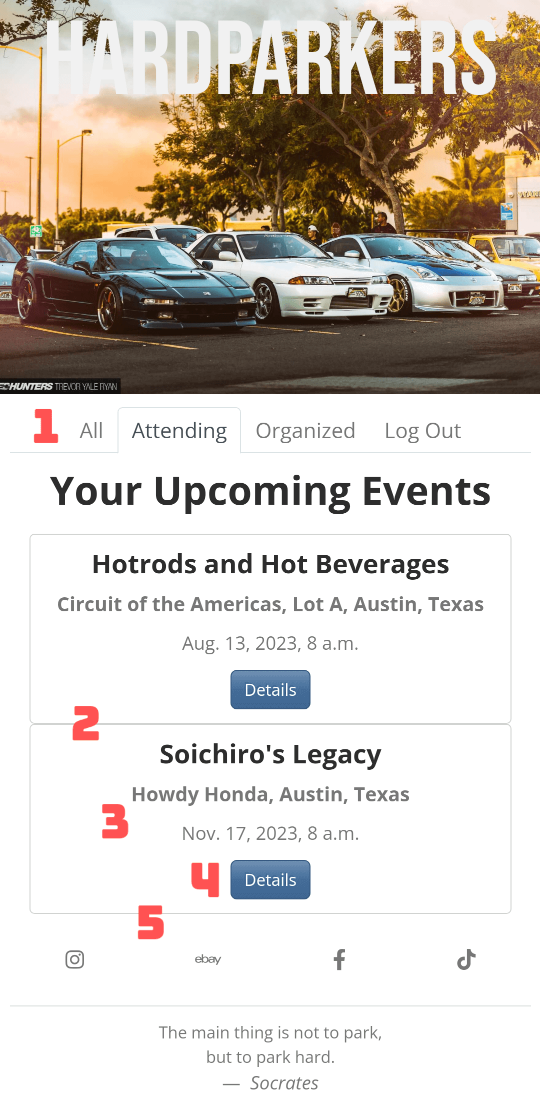 HARDPARKERS
HUNTERS TREVOR YALE RYAN
1
All
Attending
Organized
Log Out
Your Upcoming Events
Hotrods and Hot Beverages
Circuit of the Americas, Lot A, Austin, Texas
Aug. 13, 2023, 8 a.m.
Details
2
Soichiro's Legacy
Howdy Honda, Austin, Texas
3
Nov. 17, 2023, 8 a.m.
4
Details
5
ebay
The main thing is not to park,
but to park hard.
— Socrates